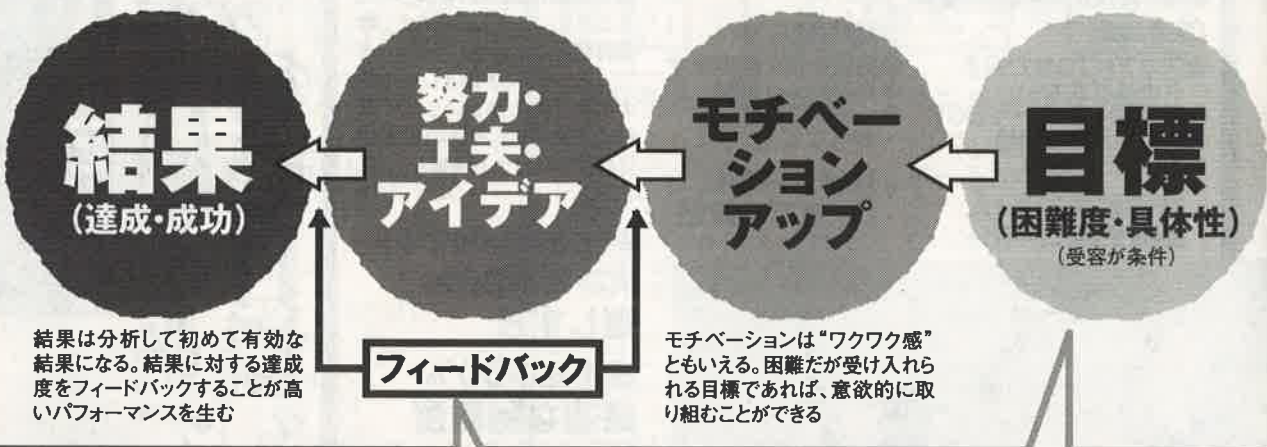 目標
(困難度・具体性)
(受容が条件)
モチベー
ション
アップ
努力・
工夫・
アイデア
結果
(達成・成功)
フィードバック
モチベーションは“ワクワク感”
ともいえる。困難だが受け入れら
れる目標であれば、意欲的に取
り組むことができる
結果は分析して初めて有効な
結果になる。結果に対する達成
度をフィードバックすることが高
いパフォーマンスを生む